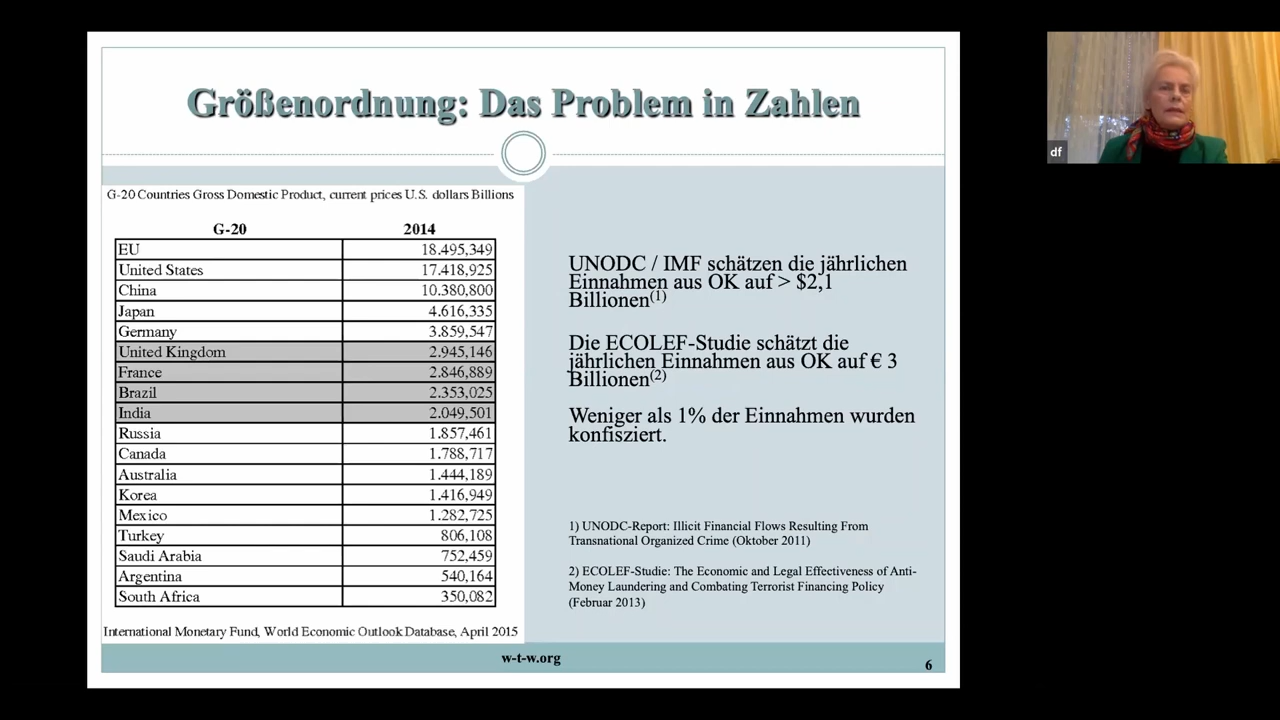 Größenordnung: Das Problem in Zahlen
G-20 Countries Gross Domestic Product, current prices U.S. dollars Billions
G-20 2014
EU 18.495,349
United States 17.418,925
China 10.380,800
Japan 4.616,335
Germany 3.859,547
United Kingdom 2.945,146
France 2.846,889
Brazil 2.353,025
India 2.049,501
Russia 1.857,461
Canada 1.788,717
Australia 1.444,189
Korea 1.416,949
Mexico 1.282,725
Turkey 806,108
Saudi Arabia 752,459
Argentina 540,164
South Africa 350,082
International Monetary Fund, World Economic Outlook Database, April 2015
UNODC / IMF schätzen die jährlichen
Einnahmen aus OK auf > $2,1
Billionen(1)
Die ECOLEF-Studie schätzt die
jährlichen Einnahmen aus OK auf € 3
Billionen(2)
Weniger als 1% der Einnahmen wurden
konfisziert.
1) UNODC-Report: Illicit Financial Flows Resulting From
Transnational Organized Crime (Oktober 2011)
2) ECOLEF-Studie: The Economic and Legal Effectiveness of Anti-
Money Laundering and Combating Terrorist Financing Policy
(Februar 2013)
w-t-w.org
6
df